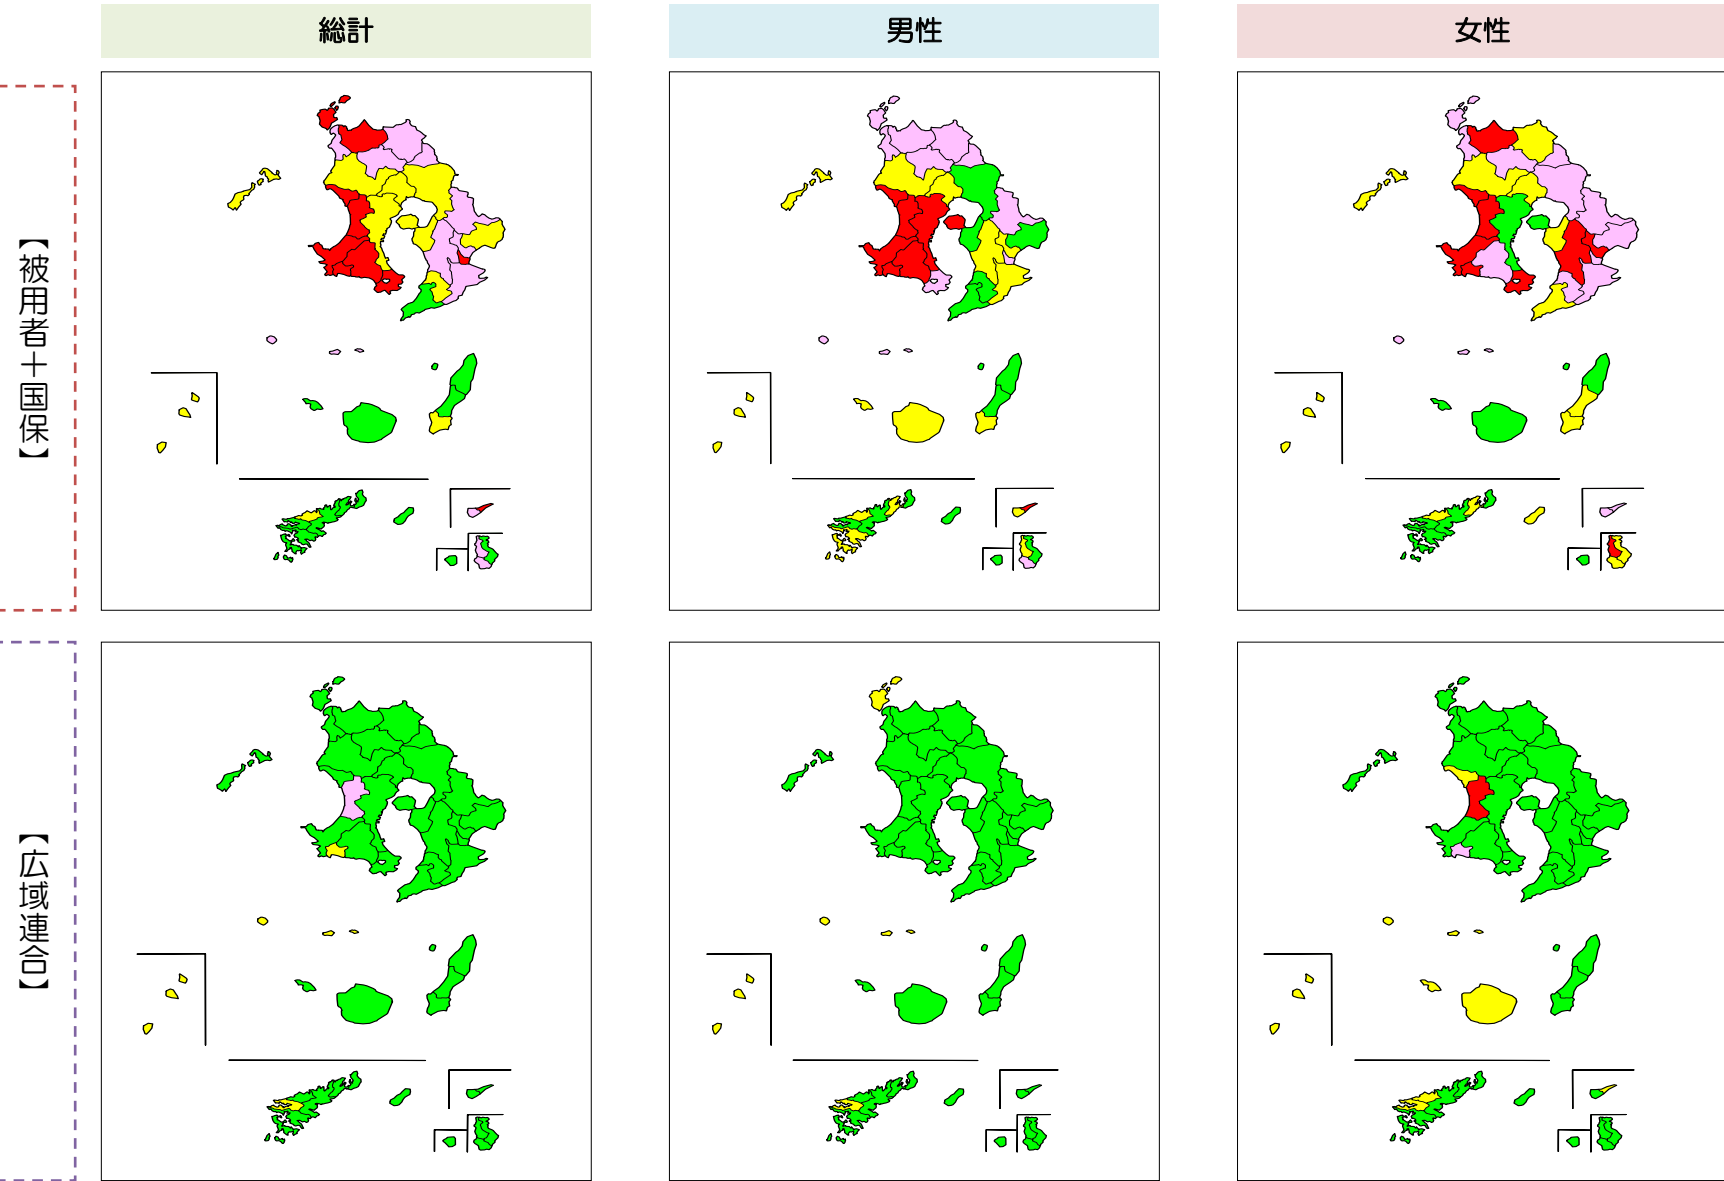 総計
男性
女性
【被用者＋国保】
【広域連合】